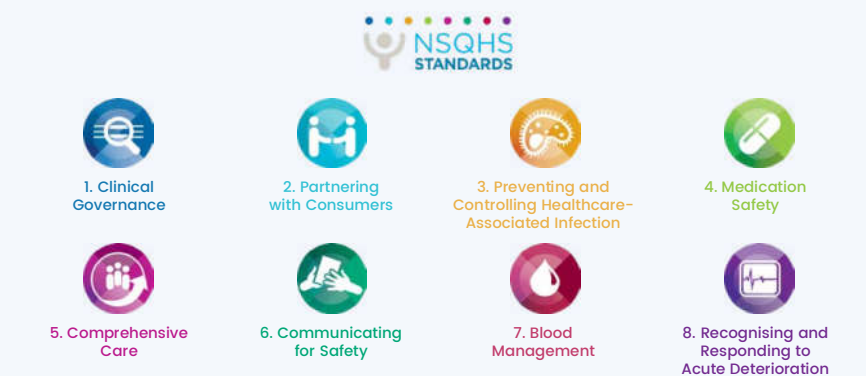 NSQHS
STANDARDS
1. Clinical
Governance
2. Partnering
with Consumers
3. Preventing and
Controlling Healthcare-
Associated Infection
4. Medication
Safety
5. Comprehensive
Care
6. Communicating
for Safety
7. Blood
Management
8. Recognising and
Responding to
Acute Deterioration